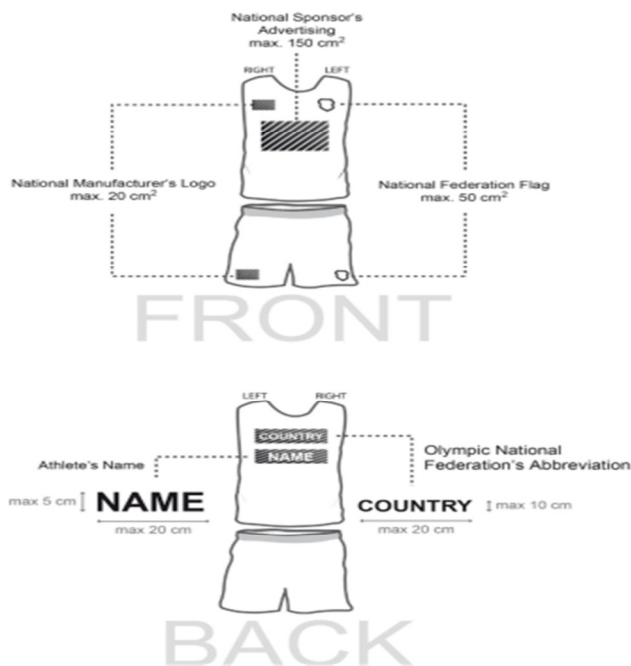 National Sponsor's
Advertising
max. 150 cm²
RIGHT LEFT
National Manufacturer's Logo
max. 20 cm²
National Federation Flag
max. 50 cm²
FRONT
LEFT RIGHT
COUNTRY
NAME
Athlete's Name
Olympic National
Federation's Abbreviation
max 5 cm
NAME
max 20 cm
COUNTRY
max 10 cm
max 20 cm
BACK